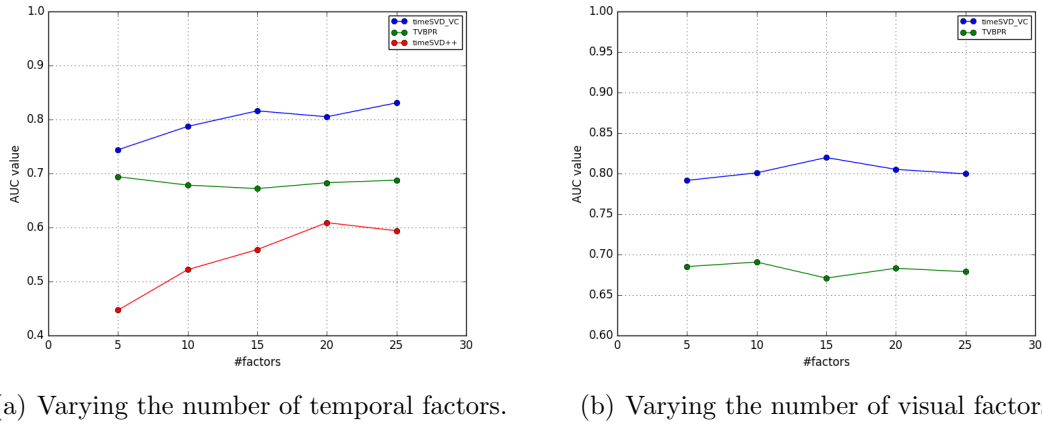 1.0
0.9
0.8
0.7
0.6
0.5
0.4
AUC value
timeSVD_VC
TVBPR
timeSVD++
0 5 10 15 20 25 30
#factors
1.00
0.95
0.90
0.85
0.80
0.75
0.70
0.65
0.60
AUC value
timeSVD_VC
TVBPR
0 5 10 15 20 25 30
#factors
a) Varying the number of temporal factors.
(b) Varying the number of visual factors